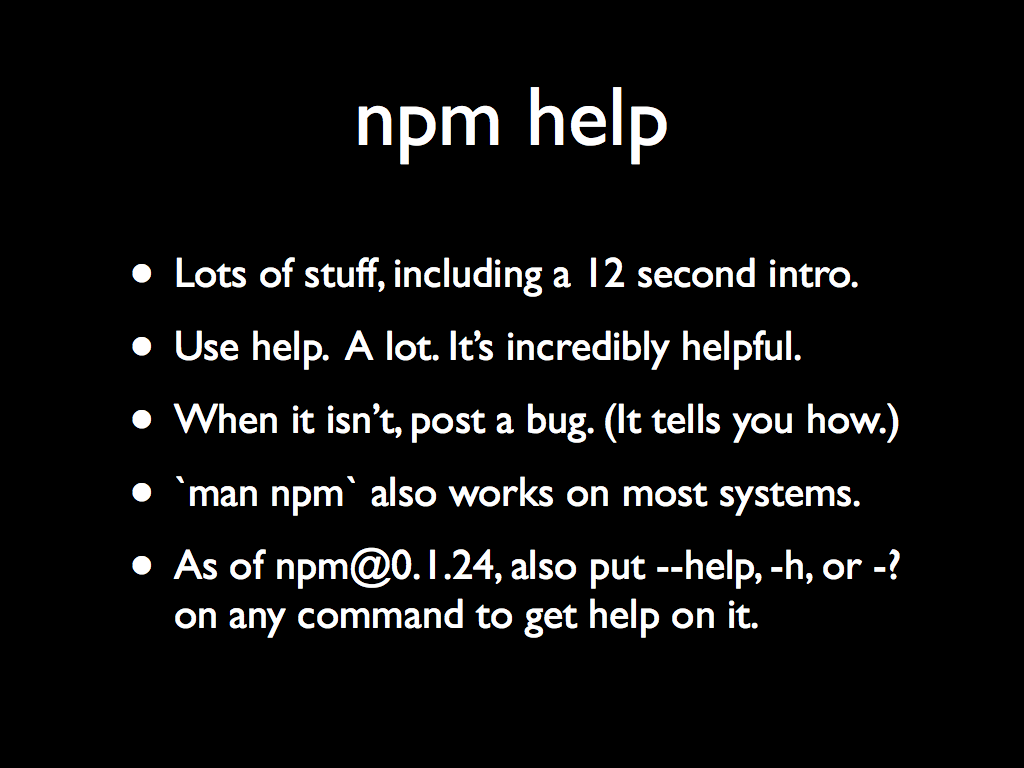 npm help
• Lots of stuff, including a 12 second intro.
• Use help.  A lot. It’s incredibly helpful.
• When it isn’t, post a bug. (It tells you how.)
• `man npm` also works on most systems.
• As of npm@0.1.24, also put --help, -h, or -?
on any command to get help on it.